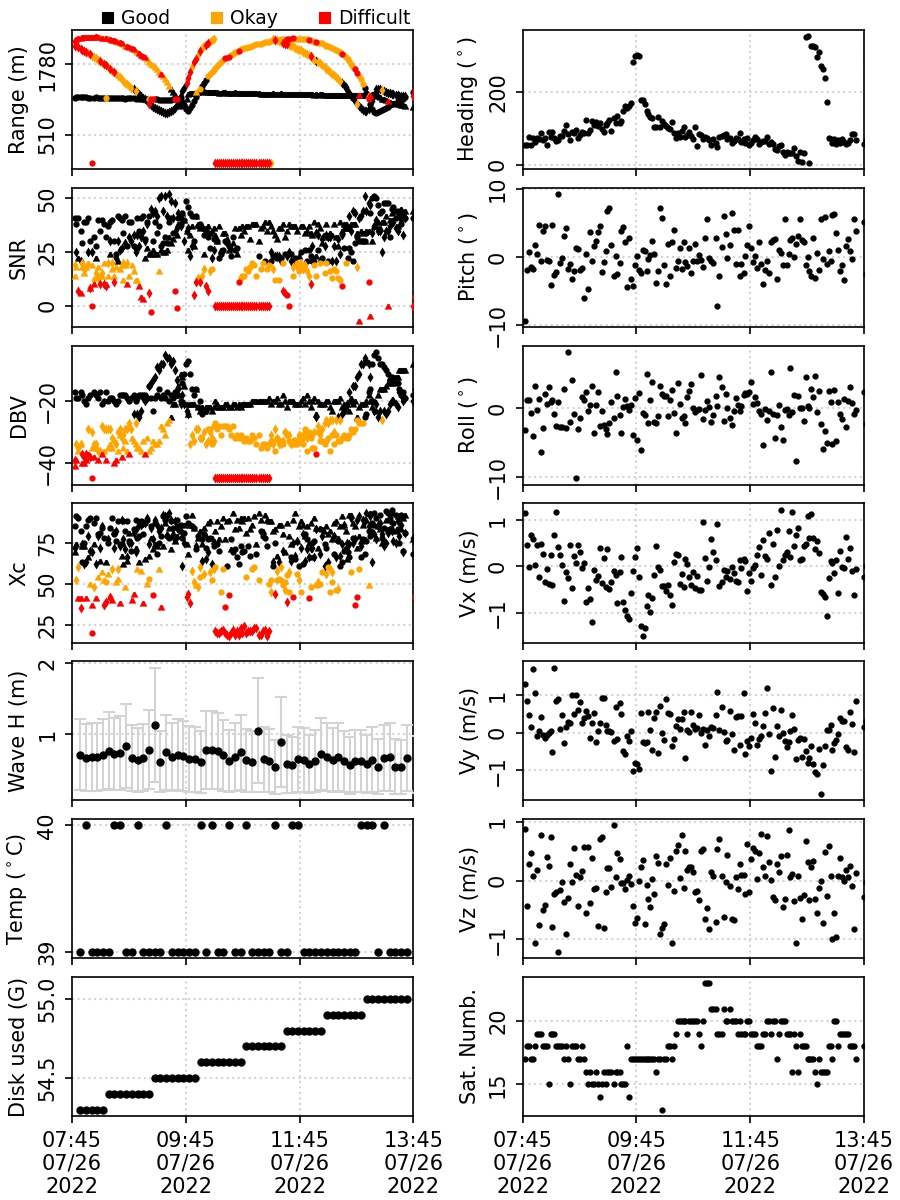 Good Okay Difficult
Range (m)
1780
510
Heading (°)
200
0
SNR
50
25
0
Pitch (°)
10
0
−10
DBV
−20
−40
Roll (°)
0
−10
Xc
75
50
25
Vx (m/s)
1
0
−1
Wave H (m)
2
1
Vy (m/s)
1
0
−1
Temp (°C)
40
39
Vz (m/s)
1
0
−1
Disk used (G)
55.0
54.5
Sat. Numb.
20
15
07:45 09:45 11:45 13:45
07/26 07/26 07/26 07/26
2022 2022 2022 2022
07:45 09:45 11:45 13:45
07/26 07/26 07/26 07/26
2022 2022 2022 2022